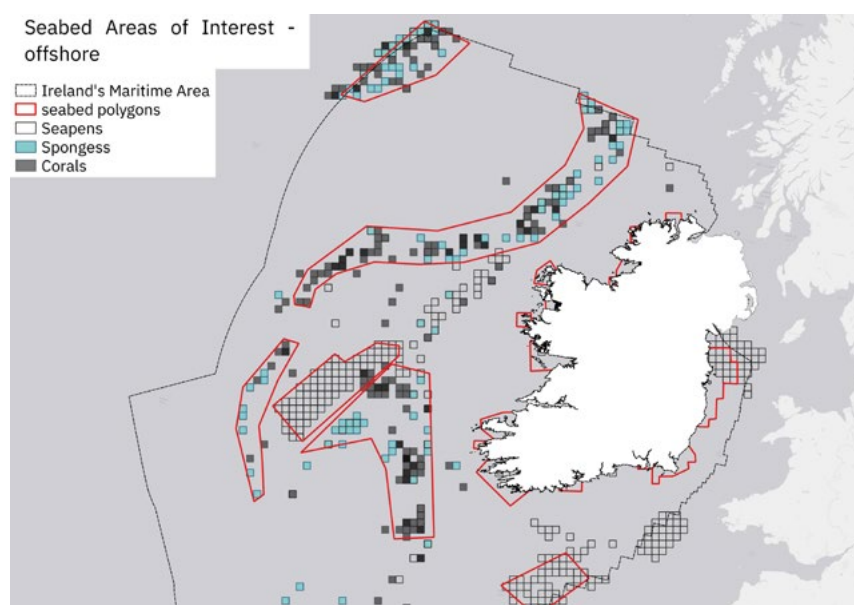 Seabed Areas of Interest -
offshore
Ireland's Maritime Area
seabed polygons
Seapens
Spongess
Corals